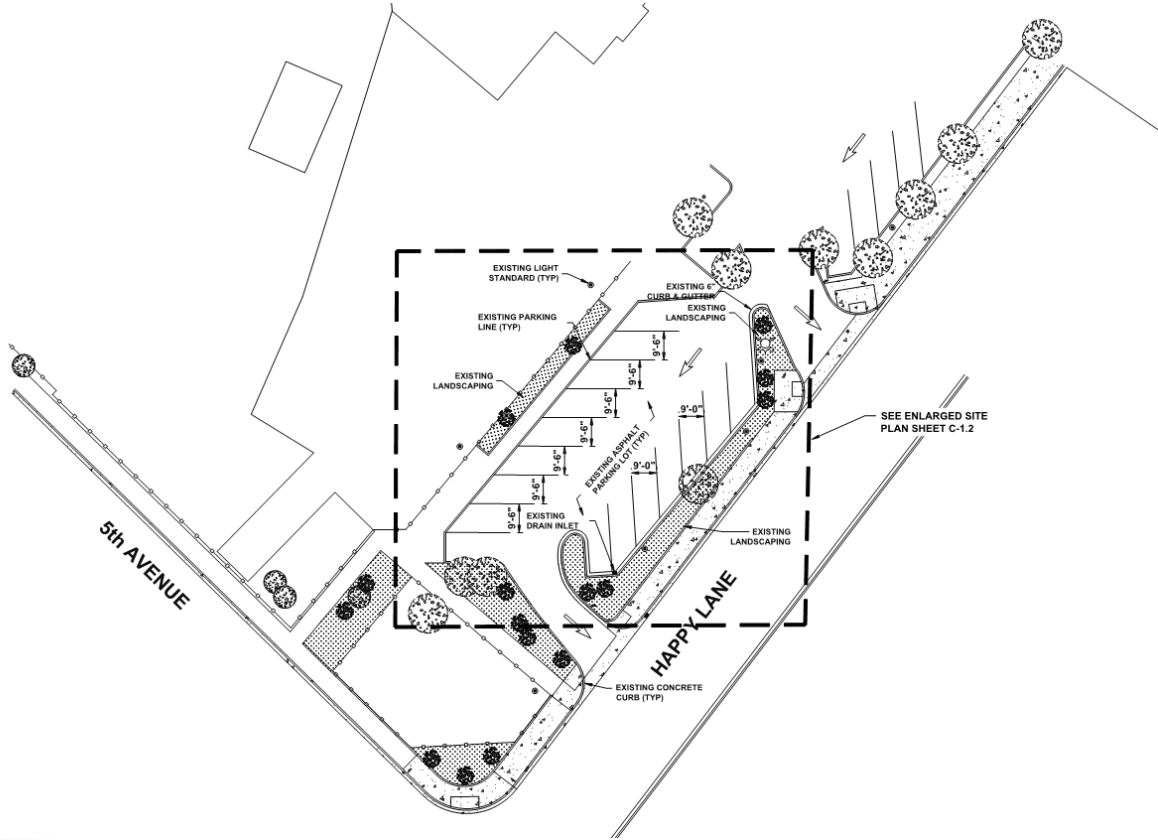 EXISTING LIGHT
STANDARD (TYP)
EXISTING 6"
CURB & GUTTER
EXISTING
LANDSCAPING
EXISTING PARKING
LINE (TYP)
EXISTING
LANDSCAPING
9'-6"
9'-6"
9'-6"
9'-6"
9'-6"
9'-6"
9'-6"
9'-0"
9'-0"
EXISTING ASPHALT
PARKING LOT (TYP)
SEE ENLARGED SITE
PLAN SHEET C-1.2
EXISTING
DRAIN INLET
EXISTING
LANDSCAPING
5th AVENUE
HAPPY LANE
EXISTING CONCRETE
CURB (TYP)